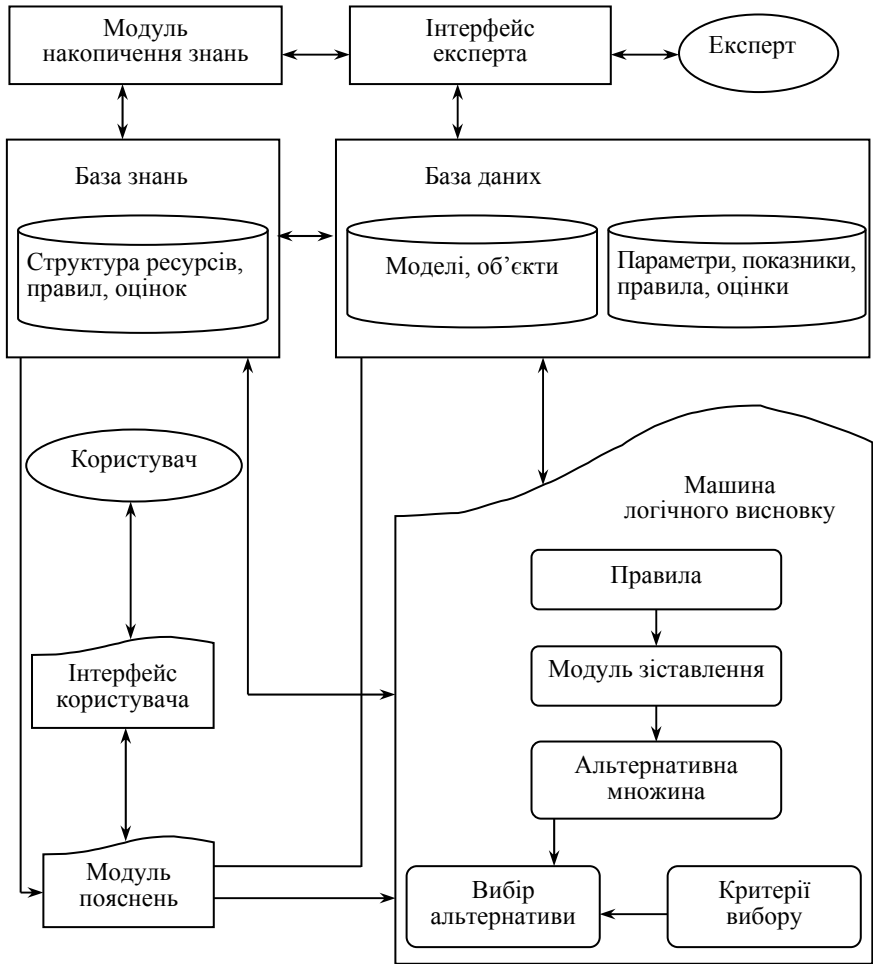 Модуль
накопичення знань
Інтерфейс
експерта
Експерт
База знань
Структура ресурсів,
правил, оцінок
База даних
Моделі, об’єкти
Параметри, показники,
правила, оцінки
Користувач
Машина
логічного висновку
Правила
Модуль зіставлення
Інтерфейс
користувача
Альтернативна
множина
Модуль
пояснень
Вибір
альтернативи
Критерії
вибору